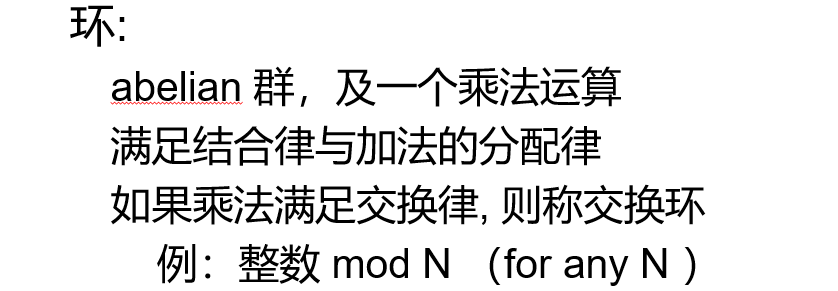 环:
abelian 群，及一个乘法运算
满足结合律与加法的分配律
如果乘法满足交换律, 则称交换环
例：整数 mod N （for any N ）